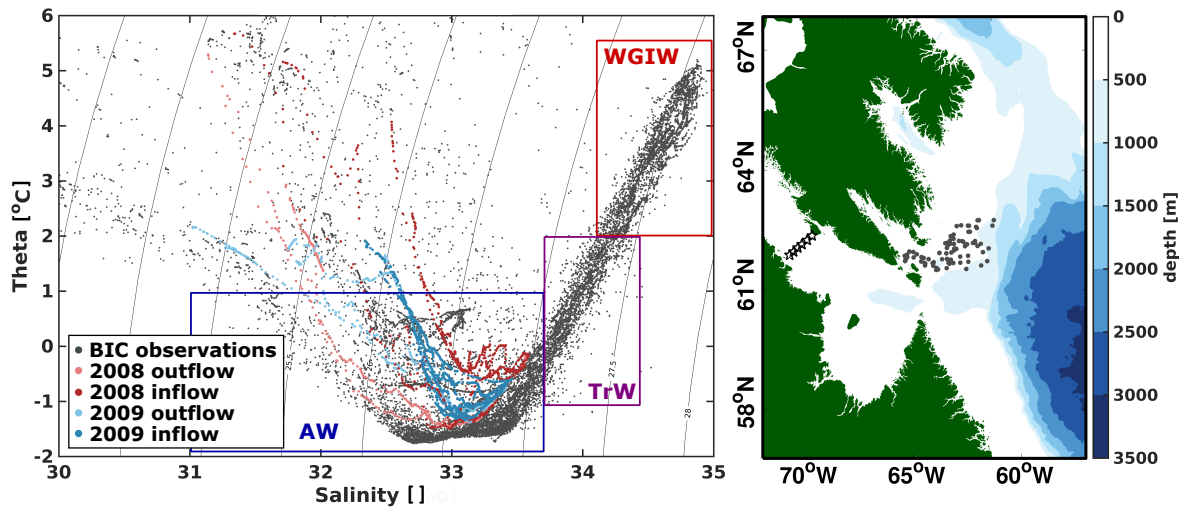 6
5
4
3
2
1
0
-1
-2
Theta [°C]
WGIW
TrW
AW
BIC observations
2008 outflow
2008 inflow
2009 outflow
2009 inflow
27.5
28
30
31
32
33
34
35
Salinity [ ]
67°N
64°N
61°N
58°N
70°W
65°W
60°W
0
500
1000
1500
2000
2500
3000
3500
depth [m]